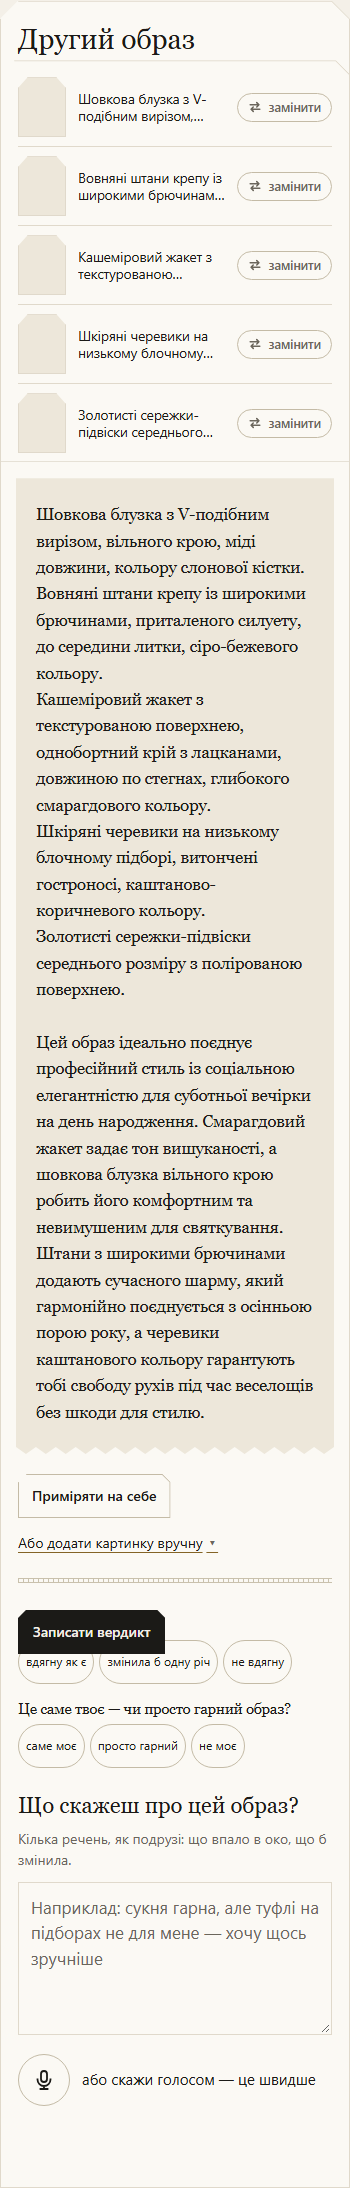 Другий образ
Шовкова блузка з V-
подібним вирізом,...
замінити
Вовняні штани крепу із
широкими брючинам...
замінити
Кашеміровий жакет з
текстурованою...
замінити
Шкіряні черевики на
низькому блочному...
замінити
Золотисті сережки-
підвіски середнього...
замінити
Шовкова блузка з V-подібним
вирізом, вільного крою, міді
довжини, кольору слонової кістки.
Вовняні штани крепу із широкими
брючинами, приталеного силуету,
до середини литки, сіро-бежевого
кольору.
Кашеміровий жакет з
текстурованою поверхнею,
однобортний крій з лацканами,
довжиною по стегнах, глибокого
смарагдового кольору.
Шкіряні черевики на низькому
блочному підборі, витончені
гостроносі, каштаново-
коричневого кольору.
Золотисті сережки-підвіски
середнього розміру з полірованою
поверхнею.
Цей образ ідеально поєднує
професійний стиль із соціальною
елегантністю для суботньої вечірки
на день народження. Смарагдовий
жакет задає тон вишуканості, а
шовкова блузка вільного крою
робить його комфортним та
невимушеним для святкування.
Штани з широкими брючинами
додають сучасного шарму, який
гармонійно поєднується з осінньою
порою року, а черевики
каштанового кольору гарантують
тобі свободу рухів під час веселощів
без шкоди для стилю.
Приміряти на себе
Або додати картинку вручну
Записати вердикт
вдягну як є
змінила б одну річ
не вдягну
Це саме твоє — чи просто гарний образ?
саме моє
просто гарний
не моє
Що скажеш про цей образ?
Кілька речень, як подрузі: що впало в око, що б
змінила.
Наприклад: сукня гарна, але туфлі на
підборах не для мене — хочу щось
зручніше
або скажи голосом — це швидше